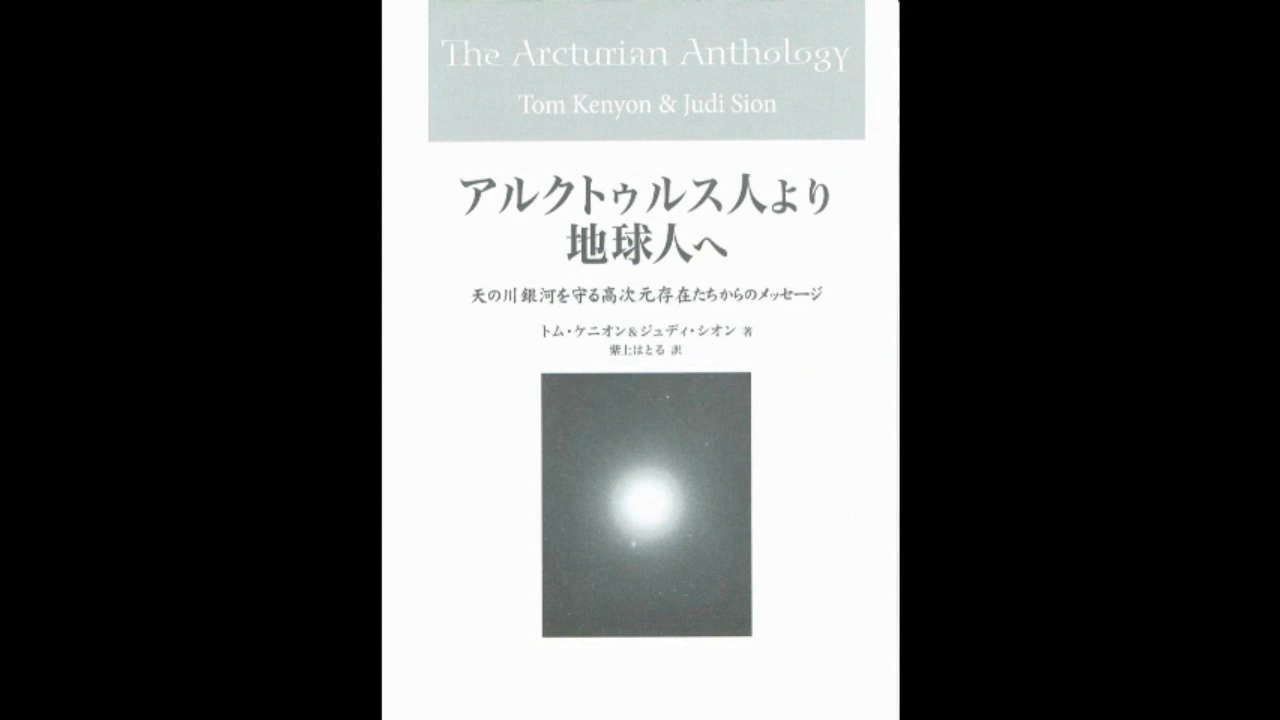 The Arcturian Anthology
Tom Kenyon & Judi Sion
アルクトゥルス人より
地球人へ
天の川銀河を守る高次元存在たちからのメッセージ
トム・ケニオン&ジュディ・シオン 著
紫上はとる 訳